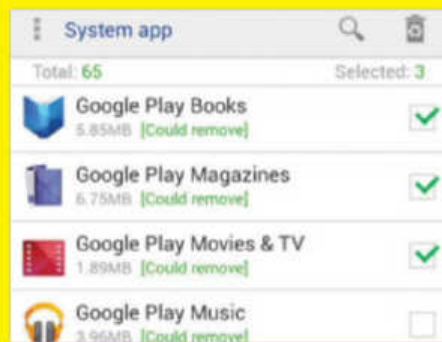 System app
Total: 65 Selected: 3
Google Play Books
5.85MB [Could remove]
Google Play Magazines
6.75MB [Could remove]
Google Play Movies & TV
1.89MB [Could remove]
Google Play Music
3.96MB [Could remove]